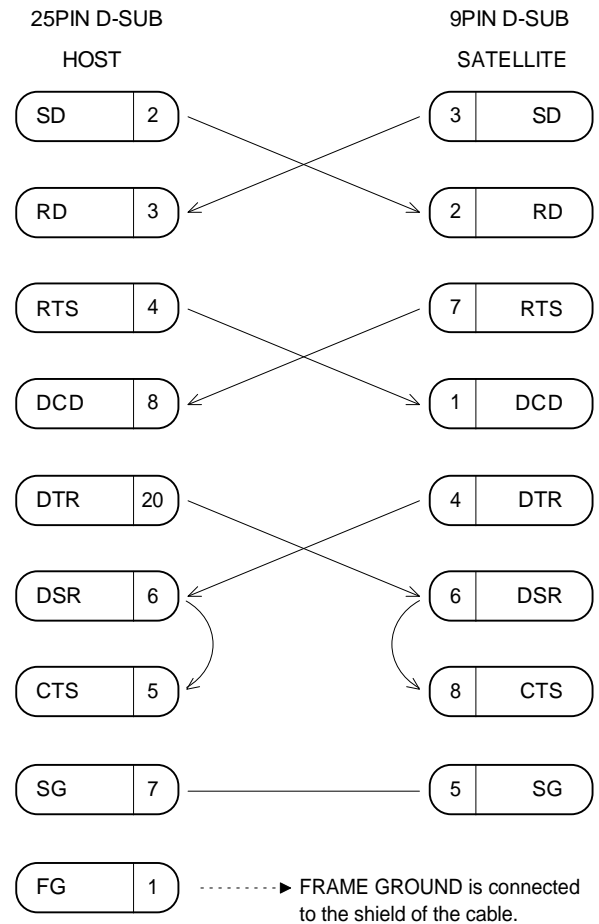 25PIN D-SUB 9PIN D-SUB
HOST SATELLITE
SD 2 3 SD
RD 3 2 RD
RTS 4 7 RTS
DCD 8 1 DCD
DTR 20 4 DTR
DSR 6 6 DSR
CTS 5 8 CTS
SG 7 5 SG
FG 1 FRAME GROUND is connected
to the shield of the cable.